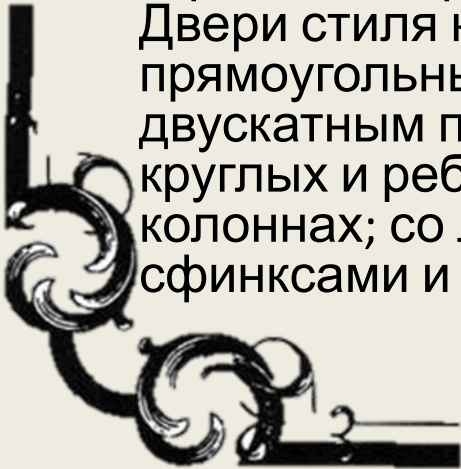 Двери стиля
прямоугольны
двускатным п
круглых и реб
колоннах; со
сфинксами и